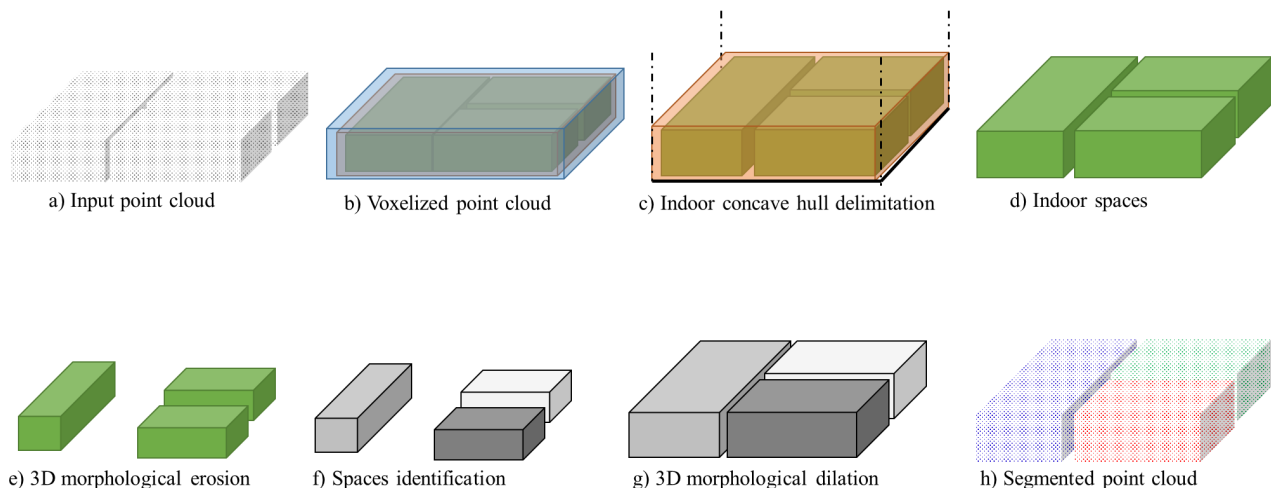 a) Input point cloud
b) Voxelized point cloud
c) Indoor concave hull delimitation
d) Indoor spaces
e) 3D morphological erosion
f) Spaces identification
g) 3D morphological dilation
h) Segmented point cloud